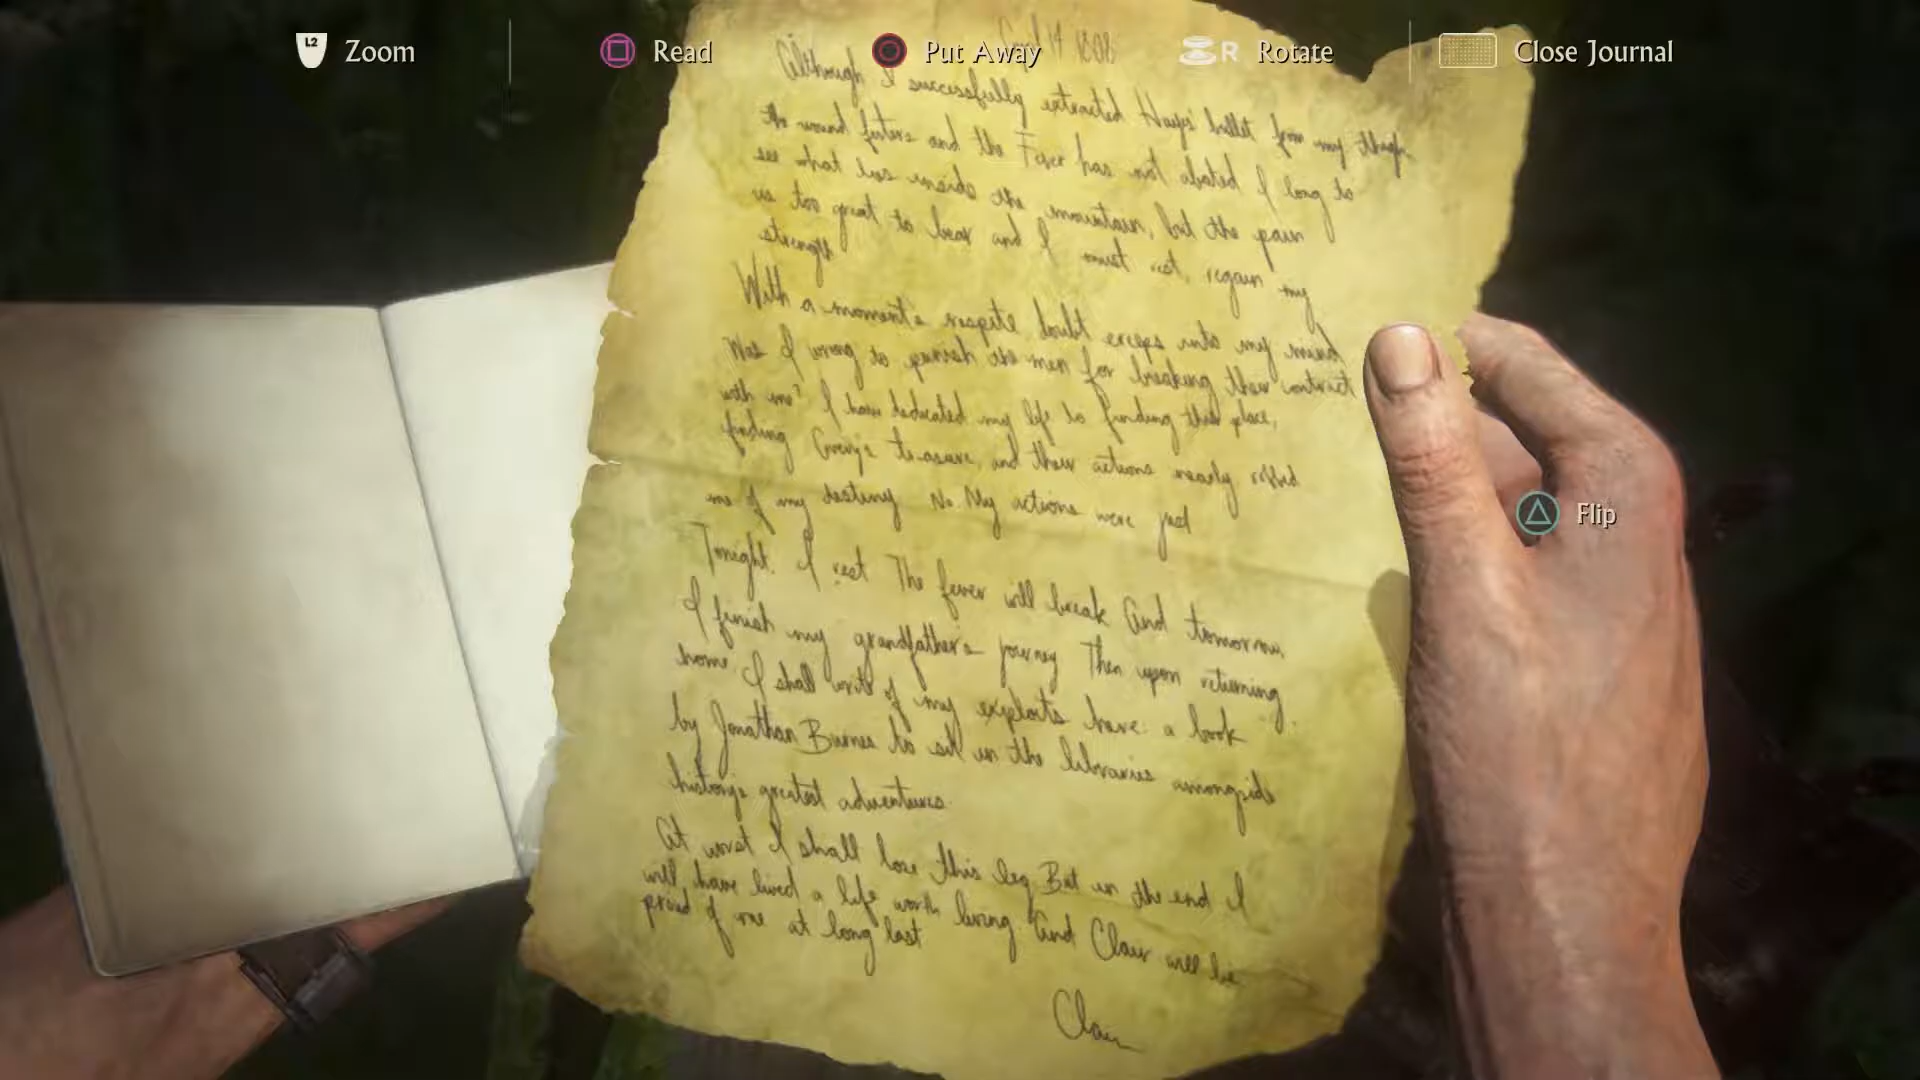 L2 Zoom
Read
Put Away
R Rotate
Close Journal
14 1808
Although I successfully extracted Hays' bullet from my thigh
the wound festers and the Fever has not abated I long to
see what lies inside the mountain, but the pain
is too great to bear and I must rest, regain my
strength
With a moment's respite doubt creeps into my mind
Was I wrong to punish the men for breaking their contract
with me? I have dedicated my life to finding this place,
finding Avery's treasure, and their actions nearly robbed
me of my destiny No. My actions were just
Tonight. I rest The fever will break And tomorrow,
I finish my grandfather's journey Then upon returning
home I shall write of my exploits have a book
by Jonathan Burnes to sit in the libraries amongside
history's greatest adventures.
At worst I shall lose this leg But in the end I
will have lived a life worth living And Clair will be
proud of me at long last
Clair
Flip